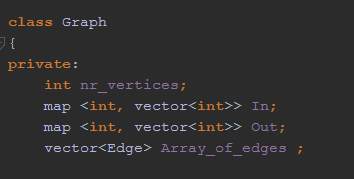 class Graph
{
private:
    int nr_vertices;
    map <int, vector<int>> In;
    map <int, vector<int>> Out;
    vector<Edge> Array_of_edges ;